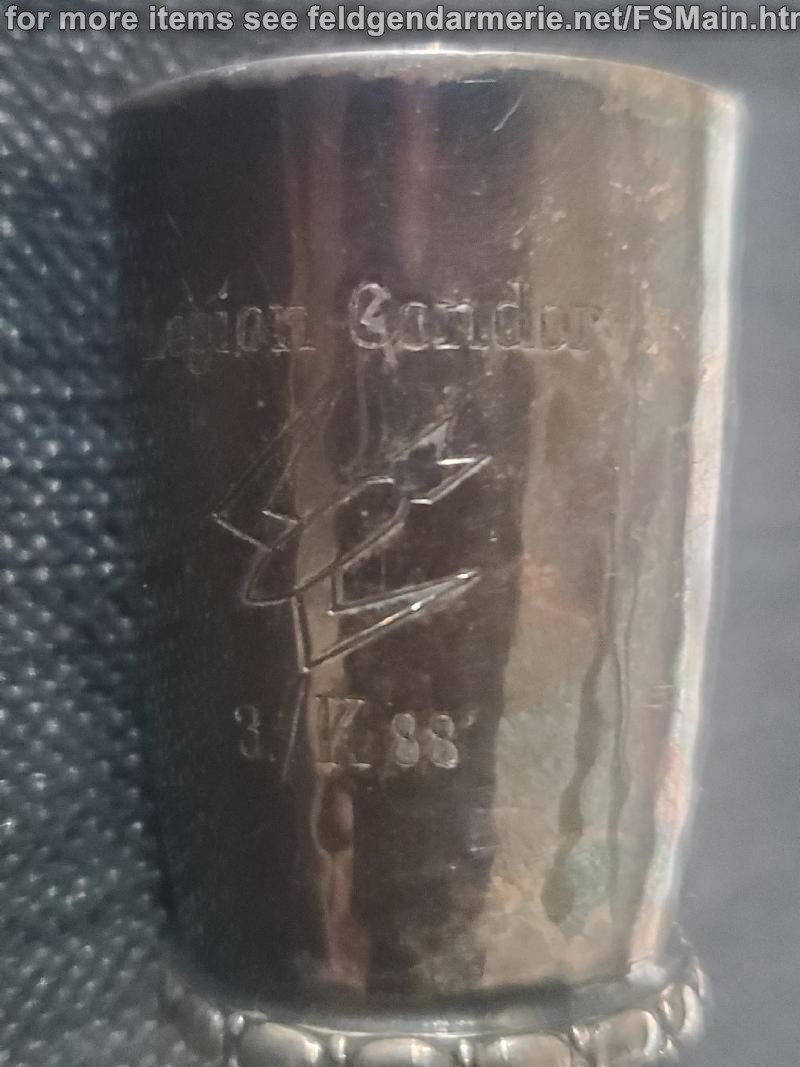 for more items see feldgendarmerie.net/FSMain.htm
Legion Condor
3./K.88